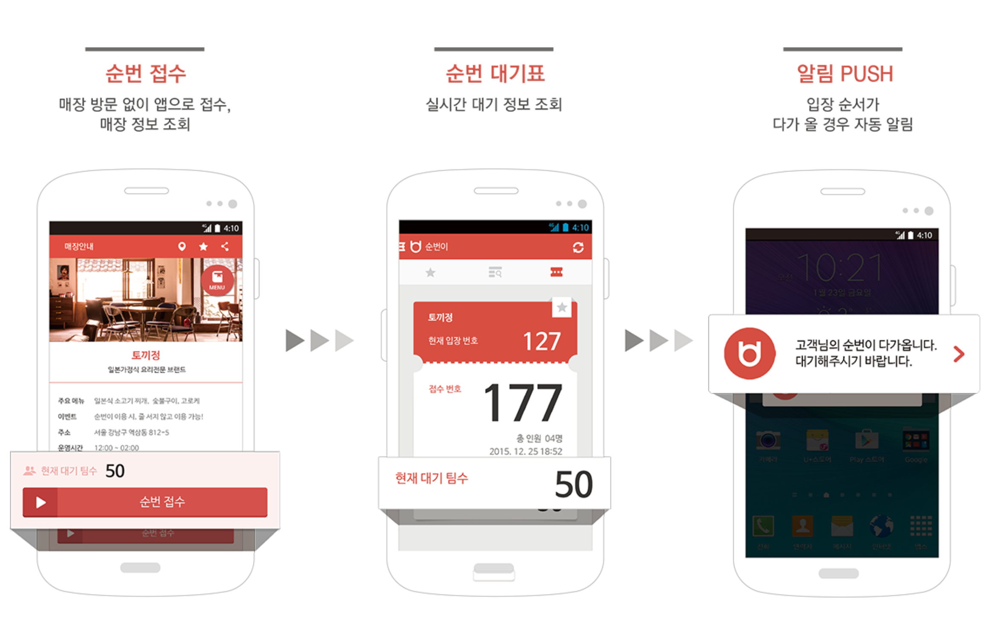 순번 접수
매장 방문 없이 앱으로 접수,
매장 정보 조회
4G 4:10
매장안내
MENU
토끼정
일본가정식 요리전문 브랜드
주요 메뉴 일본식 소고기 찌개, 숯불구이, 고로케
이벤트 순번이 이용 시, 줄 서지 않고 이용 가능!
주소 서울 강남구 역삼동 812-5
운영시간 12:00 ~ 02:00
현재 대기 팀수 50
순번 접수
순번 접수
순번 대기표
실시간 대기 정보 조회
4G 4:10
순번이
토끼정
현재 입장 번호 127
접수 번호 177
총 인원 04명
2015. 12. 25 18:52
현재 대기 팀수 50
알림 PUSH
입장 순서가
다가 올 경우 자동 알림
4G 4:10
오전 10:21
1월 23일 금요일
고객님의 순번이 다가옵니다.
대기해주시기 바랍니다.
카메라 U+스토어 Play 스토어 Google
전화 연락처 메시지 인터넷 앱스